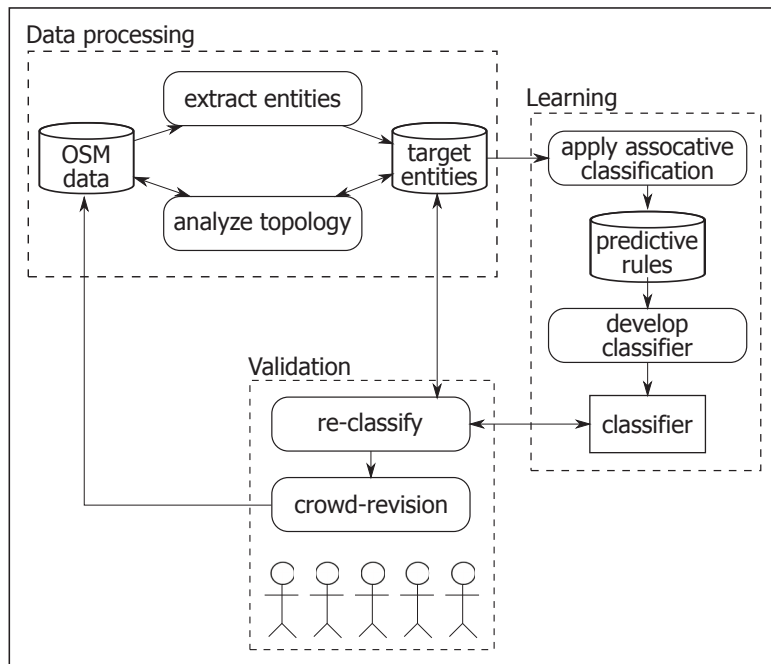 Data processing
extract entities
OSM
data
target
entities
analyze topology
Learning
apply assocative
classification
predictive
rules
develop
classifier
classifier
Validation
re-classify
crowd-revision